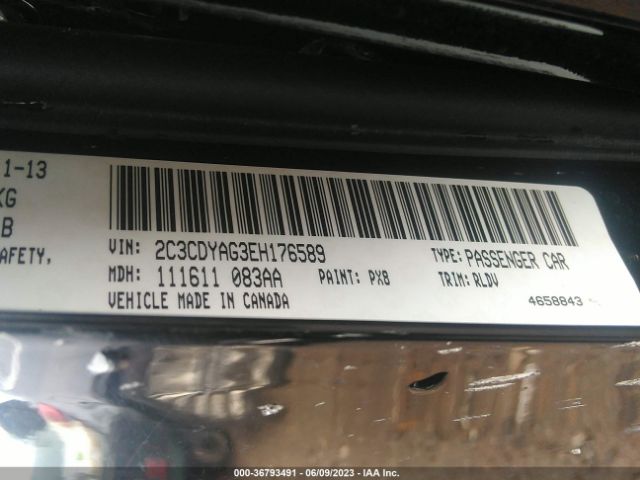 1-13
KG
B
AFETY,
VIN: 2C3CDYAG3EH176589
TYPE: PASSENGER CAR
MDH: 111611 083AA
PAINT: PX8
TRIM: RLDV
VEHICLE MADE IN CANADA
4658843
000-36793491 - 06/09/2023 - IAA Inc.